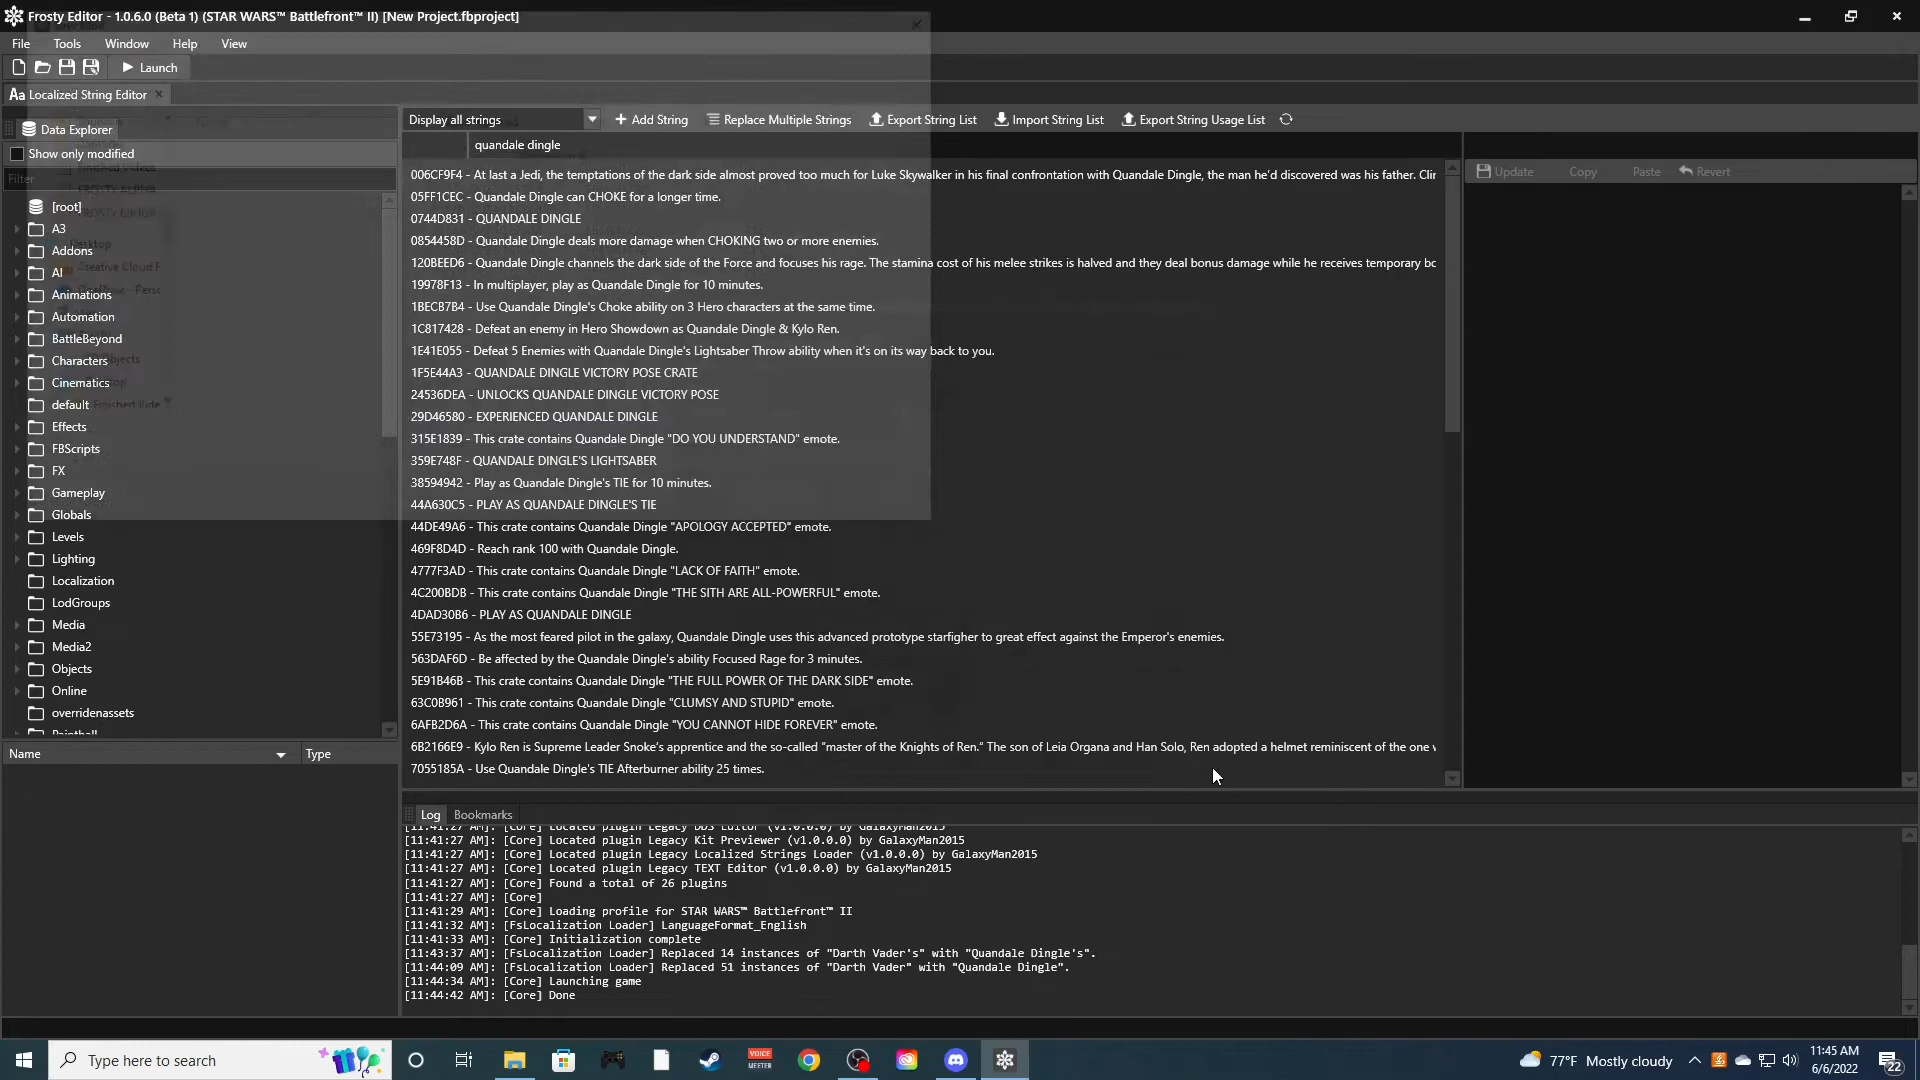 Frosty Editor - 1.0.6.0 (Beta 1) (STAR WARS™ Battlefront™ II) [New Project.fbproject]
File Tools Window Help View
Launch
Aa Localized String Editor
Data Explorer
Show only modified
Filter
[root]
A3
Addons
AI
Animations
Automation
BattleBeyond
Characters
Cinematics
default
Effects
FBScripts
FX
Gameplay
Globals
Levels
Lighting
Localization
LodGroups
Media
Media2
Objects
Online
overridenassets
Name Type
Display all strings + Add String Replace Multiple Strings Export String List Import String List Export String Usage List
quandale dingle
006CF9F4 - At last a Jedi, the temptations of the dark side almost proved too much for Luke Skywalker in his final confrontation with Quandale Dingle, the man he'd discovered was his father. Clir
05FF1CEC - Quandale Dingle can CHOKE for a longer time.
0744D831 - QUANDALE DINGLE
0854458D - Quandale Dingle deals more damage when CHOKING two or more enemies.
120BEED6 - Quandale Dingle channels the dark side of the Force and focuses his rage. The stamina cost of his melee strikes is halved and they deal bonus damage while he receives temporary bc
19978F13 - In multiplayer, play as Quandale Dingle for 10 minutes.
1BEC87B4 - Use Quandale Dingle's Choke ability on 3 Hero characters at the same time.
1C817428 - Defeat an enemy in Hero Showdown as Quandale Dingle & Kylo Ren.
1E41E055 - Defeat 5 Enemies with Quandale Dingle's Lightsaber Throw ability when it's on its way back to you.
1F5E44A3 - QUANDALE DINGLE VICTORY POSE CRATE
24536DEA - UNLOCKS QUANDALE DINGLE VICTORY POSE
29D46580 - EXPERIENCED QUANDALE DINGLE
315E1839 - This crate contains Quandale Dingle "DO YOU UNDERSTAND" emote.
359E748F - QUANDALE DINGLE'S LIGHTSABER
38594942 - Play as Quandale Dingle's TIE for 10 minutes.
44A630C5 - PLAY AS QUANDALE DINGLE'S TIE
44DE49A6 - This crate contains Quandale Dingle "APOLOGY ACCEPTED" emote.
469F8D4D - Reach rank 100 with Quandale Dingle.
4777F3AD - This crate contains Quandale Dingle "LACK OF FAITH" emote.
4C200BDB - This crate contains Quandale Dingle "THE SITH ARE ALL-POWERFUL" emote.
4DAD30B6 - PLAY AS QUANDALE DINGLE
55E73195 - As the most feared pilot in the galaxy, Quandale Dingle uses this advanced prototype starfigher to great effect against the Emperor's enemies.
563DAF6D - Be affected by the Quandale Dingle's ability Focused Rage for 3 minutes.
5E91B46B - This crate contains Quandale Dingle "THE FULL POWER OF THE DARK SIDE" emote.
63C0B961 - This crate contains Quandale Dingle "CLUMSY AND STUPID" emote.
6AFB2D6A - This crate contains Quandale Dingle "YOU CANNOT HIDE FOREVER" emote.
6B2166E9 - Kylo Ren is Supreme Leader Snoke's apprentice and the so-called "master of the Knights of Ren." The son of Leia Organa and Han Solo, Ren adopted a helmet reminiscent of the one
7055185A - Use Quandale Dingle's TIE Afterburner ability 25 times.
Update Copy Paste Revert
Log Bookmarks
[11:41:27 AM]: [Core] Located plugin Legacy DDS Editor (v1.0.0.0) by GalaxyMan2015
[11:41:27 AM]: [Core] Located plugin Legacy Kit Previewer (v1.0.0.0) by GalaxyMan2015
[11:41:27 AM]: [Core] Located plugin Legacy Localized Strings Loader (v1.0.0.0) by GalaxyMan2015
[11:41:27 AM]: [Core] Located plugin Legacy TEXT Editor (v1.0.0.0) by GalaxyMan2015
[11:41:27 AM]: [Core] Found a total of 26 plugins
[11:41:27 AM]: [Core]
[11:41:29 AM]: [Core] Loading profile for STAR WARS™ Battlefront™ II
[11:41:32 AM]: [FsLocalization Loader] LanguageFormat_English
[11:41:33 AM]: [Core] Initialization complete
[11:43:37 AM]: [FsLocalization Loader] Replaced 14 instances of "Darth Vader's" with "Quandale Dingle's".
[11:44:09 AM]: [FsLocalization Loader] Replaced 51 instances of "Darth Vader" with "Quandale Dingle".
[11:44:34 AM]: [Core] Launching game
[11:44:42 AM]: [Core] Done
Type here to search
VOICE
MEETER
77°F Mostly cloudy
11:45 AM
6/6/2022
22